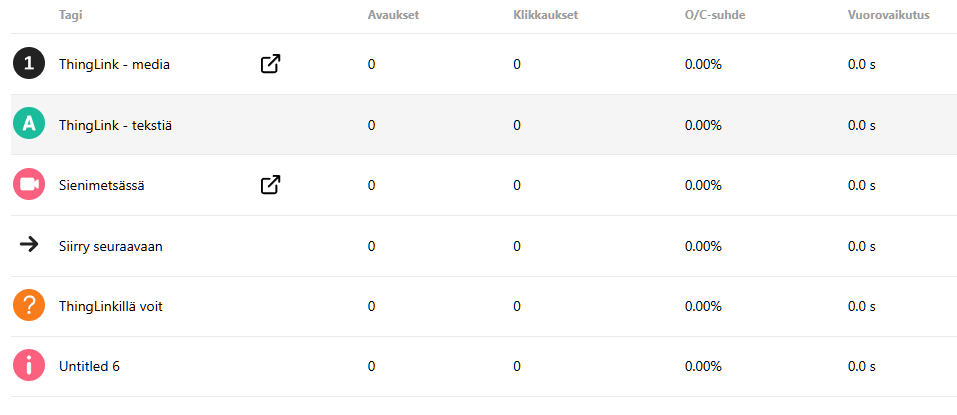 Tagi Avaukset Klikkaukset O/C-suhde Vuorovaikutus
1 ThingLink - media 0 0 0.00% 0.0 s
A ThingLink - tekstiä 0 0 0.00% 0.0 s
Sienimetsässä 0 0 0.00% 0.0 s
Siirry seuraavaan 0 0 0.00% 0.0 s
? ThingLinkillä voit 0 0 0.00% 0.0 s
i Untitled 6 0 0 0.00% 0.0 s